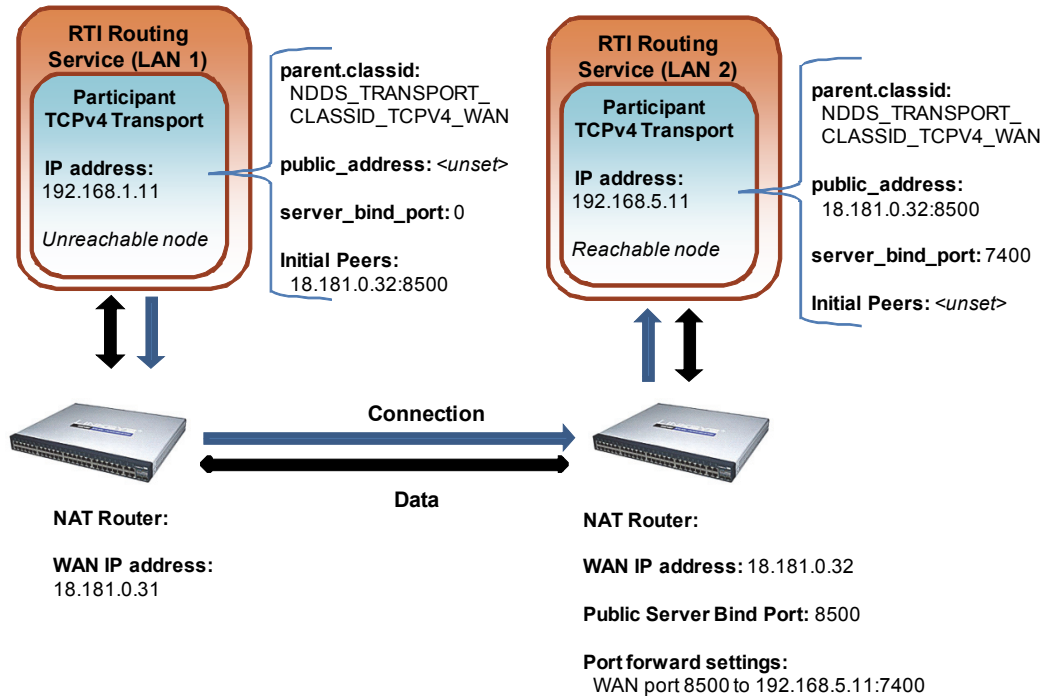 RTI Routing
Service (LAN 1)
Participant
TCPv4 Transport
IP address:
192.168.1.11
Unreachable node
parent.classid:
NDDS_TRANSPORT_
CLASSID_TCPV4_WAN
public_address: <unset>
server_bind_port: 0
Initial Peers:
18.181.0.32:8500
RTI Routing
Service (LAN 2)
Participant
TCPv4 Transport
IP address:
192.168.5.11
Reachable node
parent.classid:
NDDS_TRANSPORT_
CLASSID_TCPV4_WAN
public_address:
18.181.0.32:8500
server_bind_port: 7400
Initial Peers: <unset>
Connection
Data
NAT Router:
WAN IP address:
18.181.0.31
NAT Router:
WAN IP address: 18.181.0.32
Public Server Bind Port: 8500
Port forward settings:
WAN port 8500 to 192.168.5.11:7400